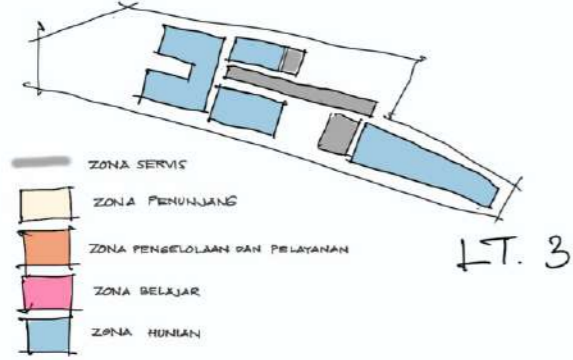 ZONA SERVIS
ZONA PENUNJANG
ZONA PENGELOLAAN DAN PELAYANAN
LT. 3
ZONA BELAJAR
ZONA HUNIAN